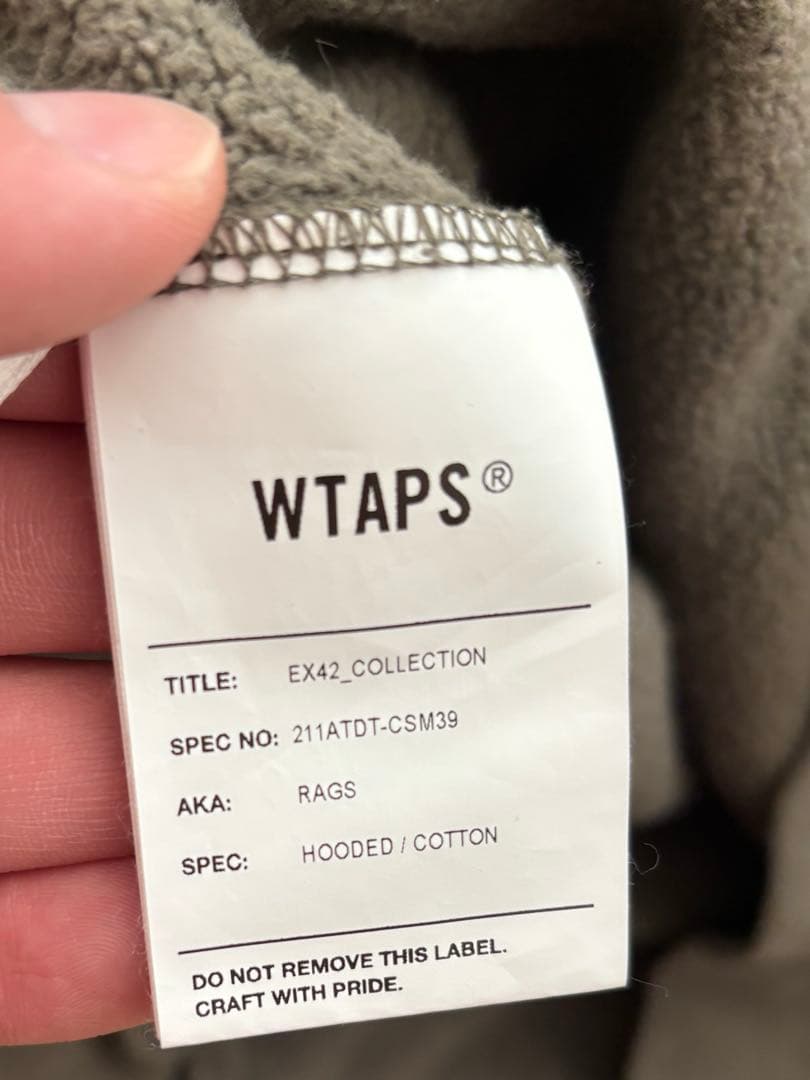 WTAPS®
TITLE: EX42_COLLECTION
SPEC NO: 211ATDT-CSM39
AKA: RAGS
SPEC: HOODED / COTTON
DO NOT REMOVE THIS LABEL.
CRAFT WITH PRIDE.